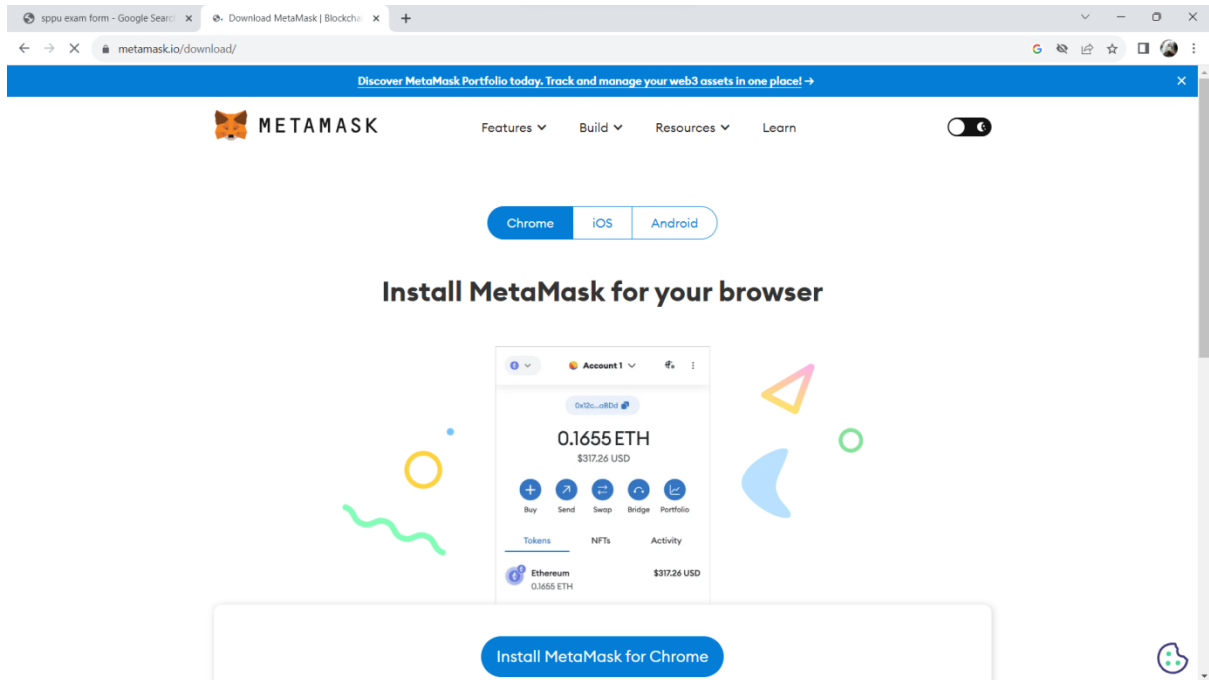 sppu exam form - Google Searc
Download MetaMask | Blockcha
metamask.io/download/
Discover MetaMask Portfolio today. Track and manage your web3 assets in one place! →
METAMASK
Features
Build
Resources
Learn
Chrome
iOS
Android
Install MetaMask for your browser
Account 1
0x12c...aBDd
0.1655 ETH
$317.26 USD
Buy
Send
Swap
Bridge
Portfolio
Tokens
NFTs
Activity
Ethereum
$317.26 USD
0.1655 ETH
Install MetaMask for Chrome